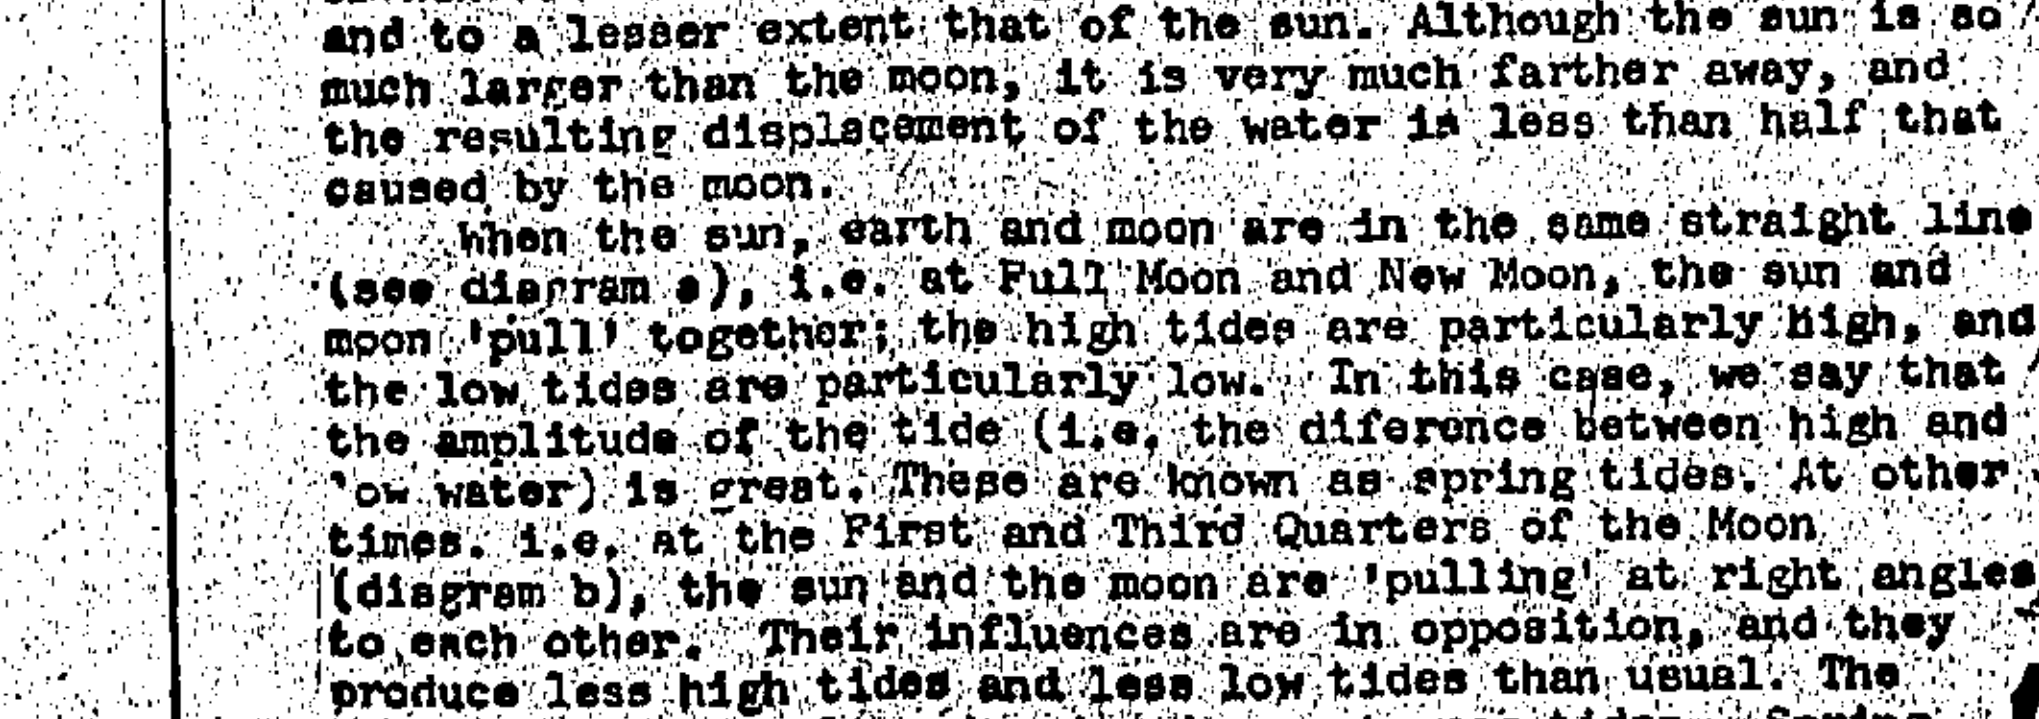 and to a lesser extent that of the sun. Although the sun is so
much larger than the moon, it is very much farther away, and
the resulting displacement of the water is less than half that
caused by the moon.
When the sun, earth and moon are in the same straight line
(see diagram a), i.e. at Full Moon and New Moon, the sun and
moon 'pull' together; the high tides are particularly high, and
the low tides are particularly low. In this case, we say that
the amplitude of the tide (i.e. the diference between high and
low water) is great. These are known as spring tides. At other
times. i.e. at the First and Third Quarters of the Moon
(diagram b), the sun and the moon are 'pulling' at right angles
to each other. Their influences are in opposition, and they
produce less high tides and less low tides than usual. The